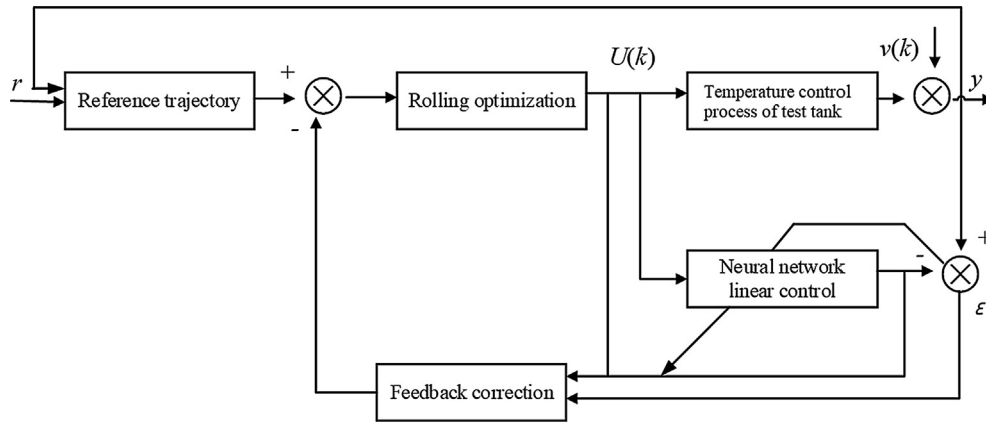 r
Reference trajectory
+
-
Rolling optimization
U(k)
Temperature control
process of test tank
v(k)
y
Neural network
linear control
-
+
ε
Feedback correction